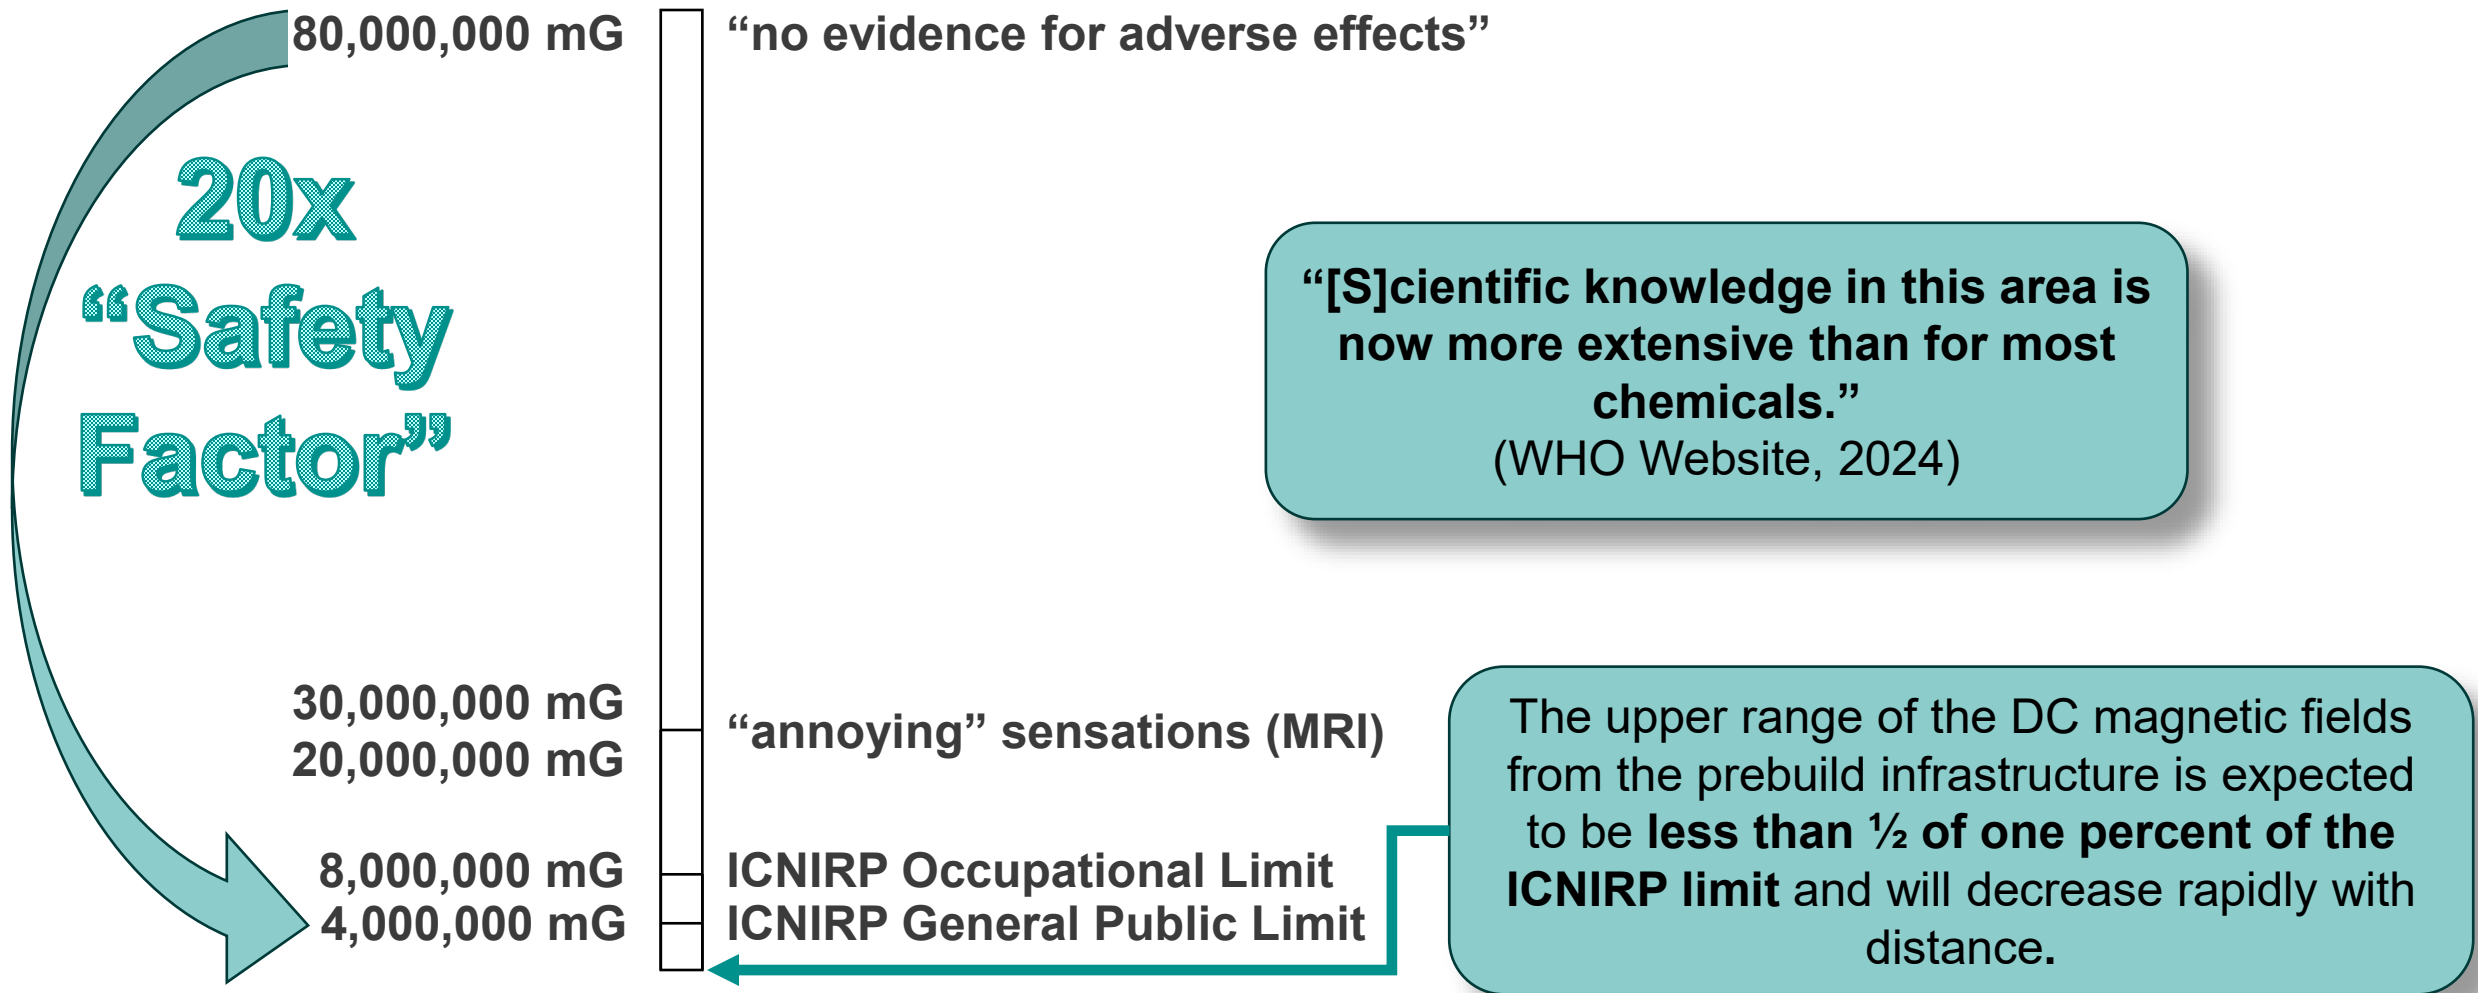 80,000,000 mG
“no evidence for adverse effects”
20x
“Safety
Factor”
“[S]cientific knowledge in this area is
now more extensive than for most
chemicals.”
(WHO Website, 2024)
30,000,000 mG
20,000,000 mG
“annoying” sensations (MRI)
8,000,000 mG
ICNIRP Occupational Limit
4,000,000 mG
ICNIRP General Public Limit
The upper range of the DC magnetic fields
from the prebuild infrastructure is expected
to be less than ½ of one percent of the
ICNIRP limit and will decrease rapidly with
distance.